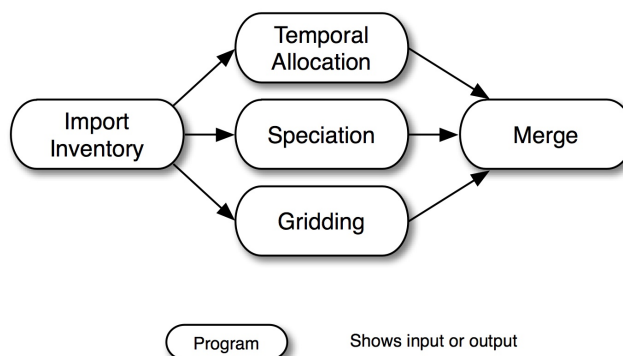 Temporal
Allocation
Import
Inventory
Speciation
Merge
Gridding
Program
Shows input or output